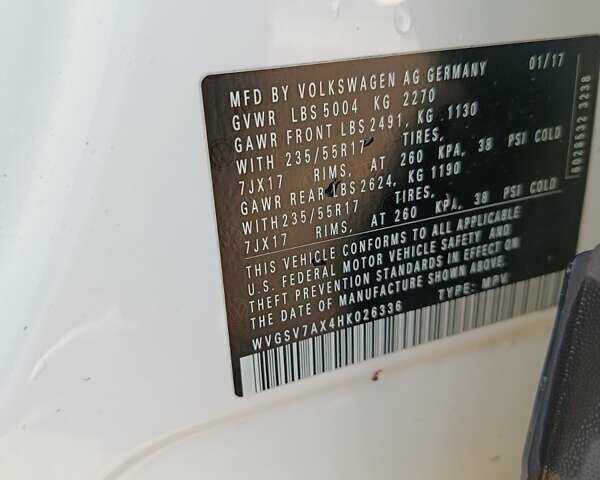 MFD BY VOLKSWAGEN AG GERMANY 01/17
GVWR LBS 5004 KG 2270
GAWR FRONT LBS 2491, KG 1130
WITH 235/55R17 TIRES,
7JX17 RIMS, AT 260 KPA, 38 PSI COLD
GAWR REAR LBS 2624, KG 1190
WITH 235/55R17 TIRES,
7JX17 RIMS, AT 260 KPA, 38 PSI COLD
THIS VEHICLE CONFORMS TO ALL APPLICABLE
U.S. FEDERAL MOTOR VEHICLE SAFETY AND
THEFT PREVENTION STANDARDS IN EFFECT ON
THE DATE OF MANUFACTURE SHOWN ABOVE.
WVGSV7AX4HK026336 TYPE: MPV
3238